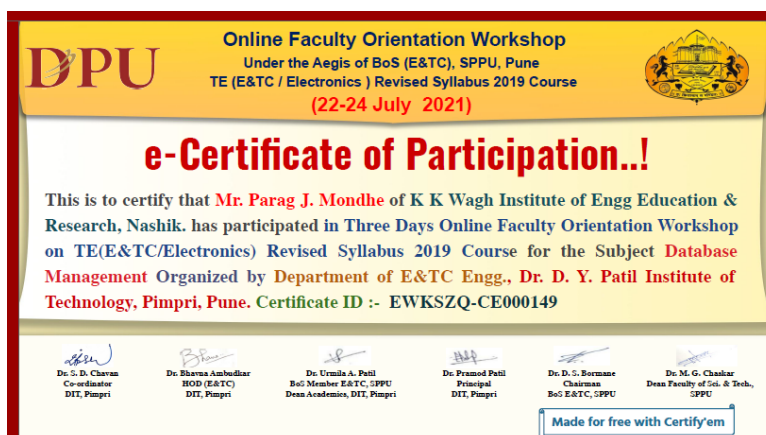 DPU
Online Faculty Orientation Workshop
Under the Aegis of BoS (E&TC), SPPU, Pune
TE (E&TC / Electronics ) Revised Syllabus 2019 Course
(22-24 July 2021)
e-Certificate of Participation..!
This is to certify that Mr. Parag J. Mondhe of K K Wagh Institute of Engg Education &
Research, Nashik. has participated in Three Days Online Faculty Orientation Workshop
on TE(E&TC/Electronics) Revised Syllabus 2019 Course for the Subject Database
Management Organized by Department of E&TC Engg., Dr. D. Y. Patil Institute of
Technology, Pimpri, Pune. Certificate ID :- EWKSZQ-CE000149
Dr. S. D. Chavan
Co-ordinator
DIT, Pimpri
Dr. Bhavna Ambudkar
HOD (E&TC)
DIT, Pimpri
Dr. Urmila A. Patil
BoS Member E&TC, SPPU
Dean Academics, DIT, Pimpri
Dr. Pramod Patil
Principal
DIT, Pimpri
Dr. D. S. Bormane
Chairman
BoS E&TC, SPPU
Dr. M. G. Chaskar
Dean Faculty of Sci. & Tech.,
SPPU
Made for free with Certify'em